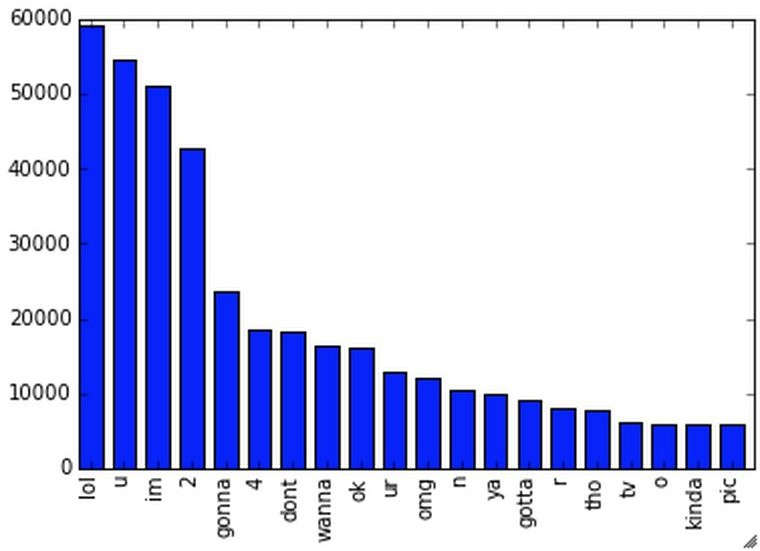 60000
50000
40000
30000
20000
10000
0
lol
u
im
2
gonna
4
dont
wanna
ok
ur
omg
n
ya
gotta
r
tho
tv
o
kinda
pic